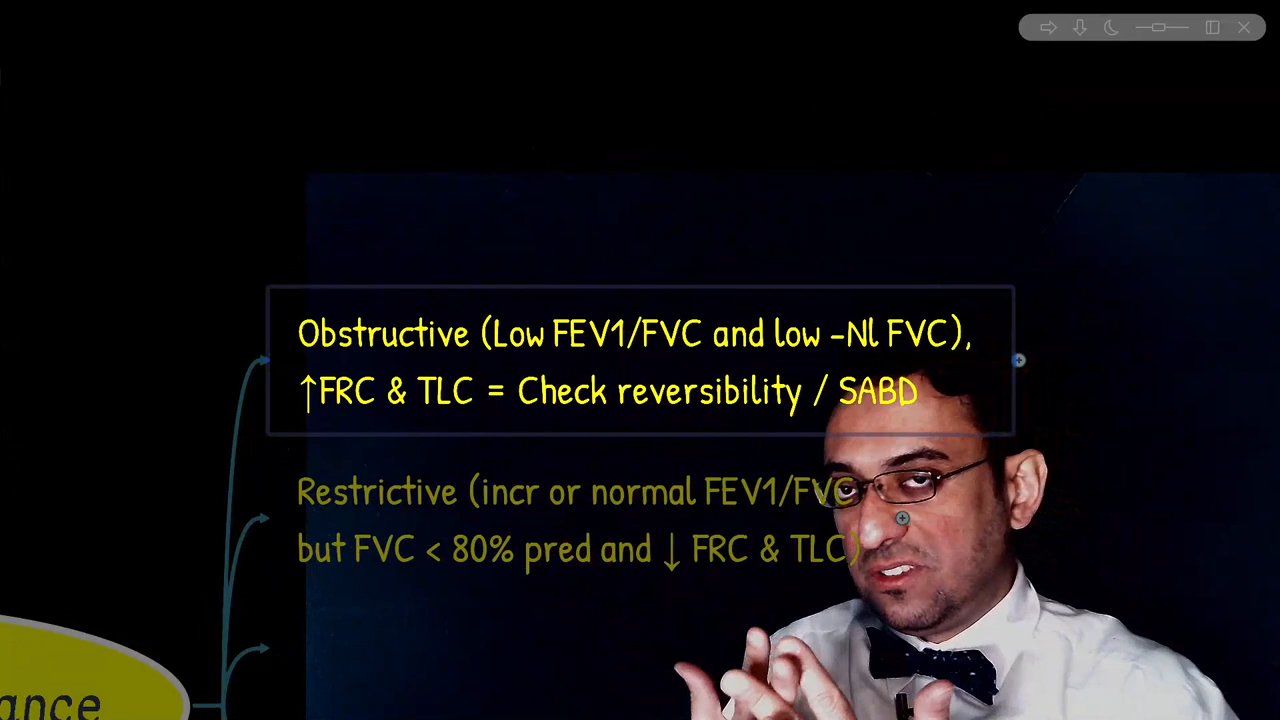 Obstructive (Low FEV1/FVC and low -Nl FVC),
↑FRC & TLC = Check reversibility / SABD
Restrictive (incr or normal FEV1/FVC
but FVC < 80% pred and ↓ FRC & TLC)
ance